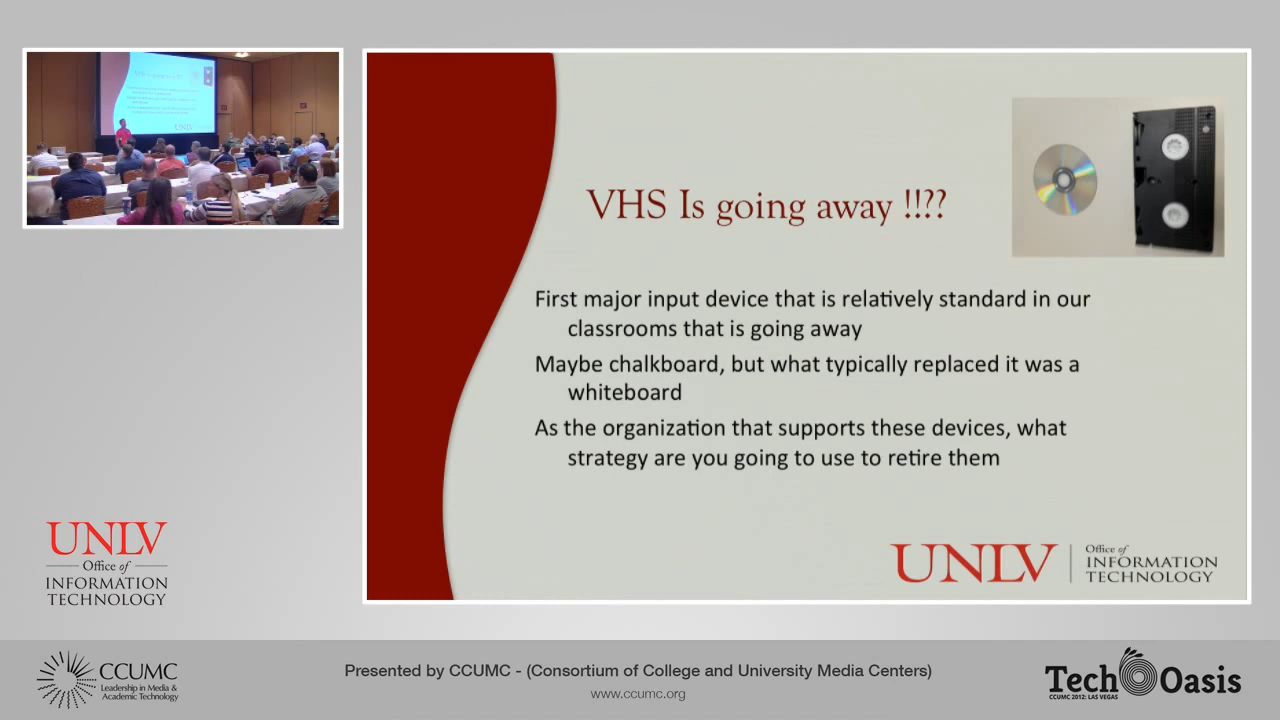 VHS Is going away !!??
First major input device that is relatively standard in our
classrooms that is going away
Maybe chalkboard, but what typically replaced it was a
whiteboard
As the organization that supports these devices, what
strategy are you going to use to retire them
UNLV
Office of
INFORMATION
TECHNOLOGY
UNLV
Office of
INFORMATION
TECHNOLOGY
CCUMC
Leadership in Media &
Academic Technology
Presented by CCUMC - (Consortium of College and University Media Centers)
www.ccumc.org
Tech Oasis
CCUMC 2012: LAS VEGAS